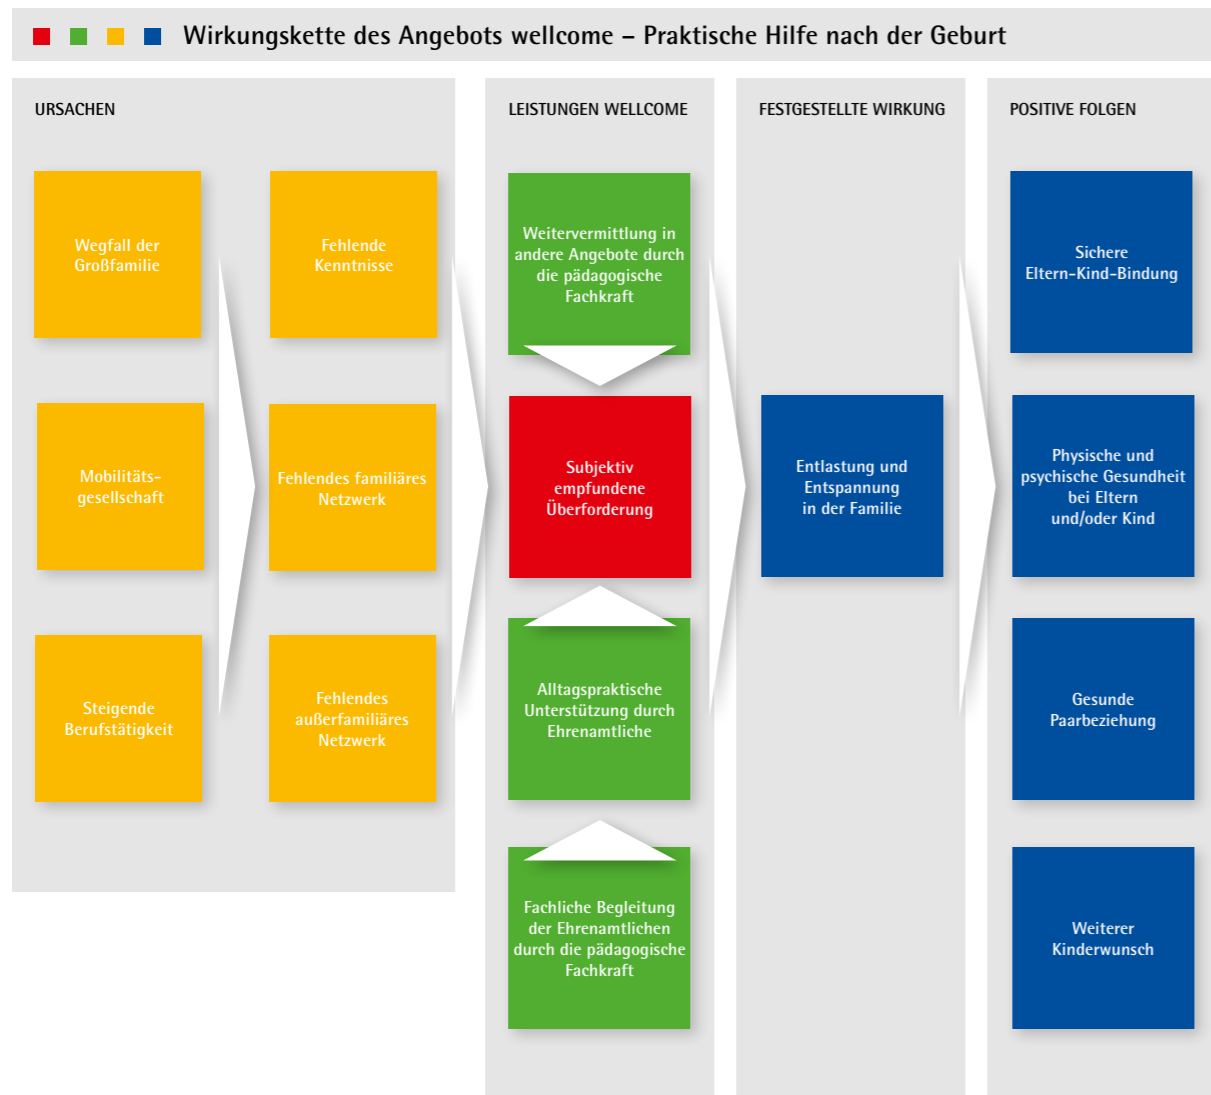 Wirkungskette des Angebots wellcome – Praktische Hilfe nach der Geburt
URSACHEN
Wegfall der
Großfamilie
Fehlende
Kenntnisse
Mobilitäts-
gesellschaft
Fehlendes familiäres
Netzwerk
Steigende
Berufstätigkeit
Fehlendes
außerfamiliäres
Netzwerk
LEISTUNGEN WELLCOME
Weitervermittlung in
andere Angebote durch
die pädagogische
Fachkraft
Subjektiv
empfundene
Überforderung
Alltagspraktische
Unterstützung durch
Ehrenamtliche
Fachliche Begleitung
der Ehrenamtlichen
durch die pädagogische
Fachkraft
FESTGESTELLTE WIRKUNG
Entlastung und
Entspannung
in der Familie
POSITIVE FOLGEN
Sichere
Eltern-Kind-Bindung
Physische und
psychische Gesundheit
bei Eltern
und/oder Kind
Gesunde
Paarbeziehung
Weiterer
Kinderwunsch